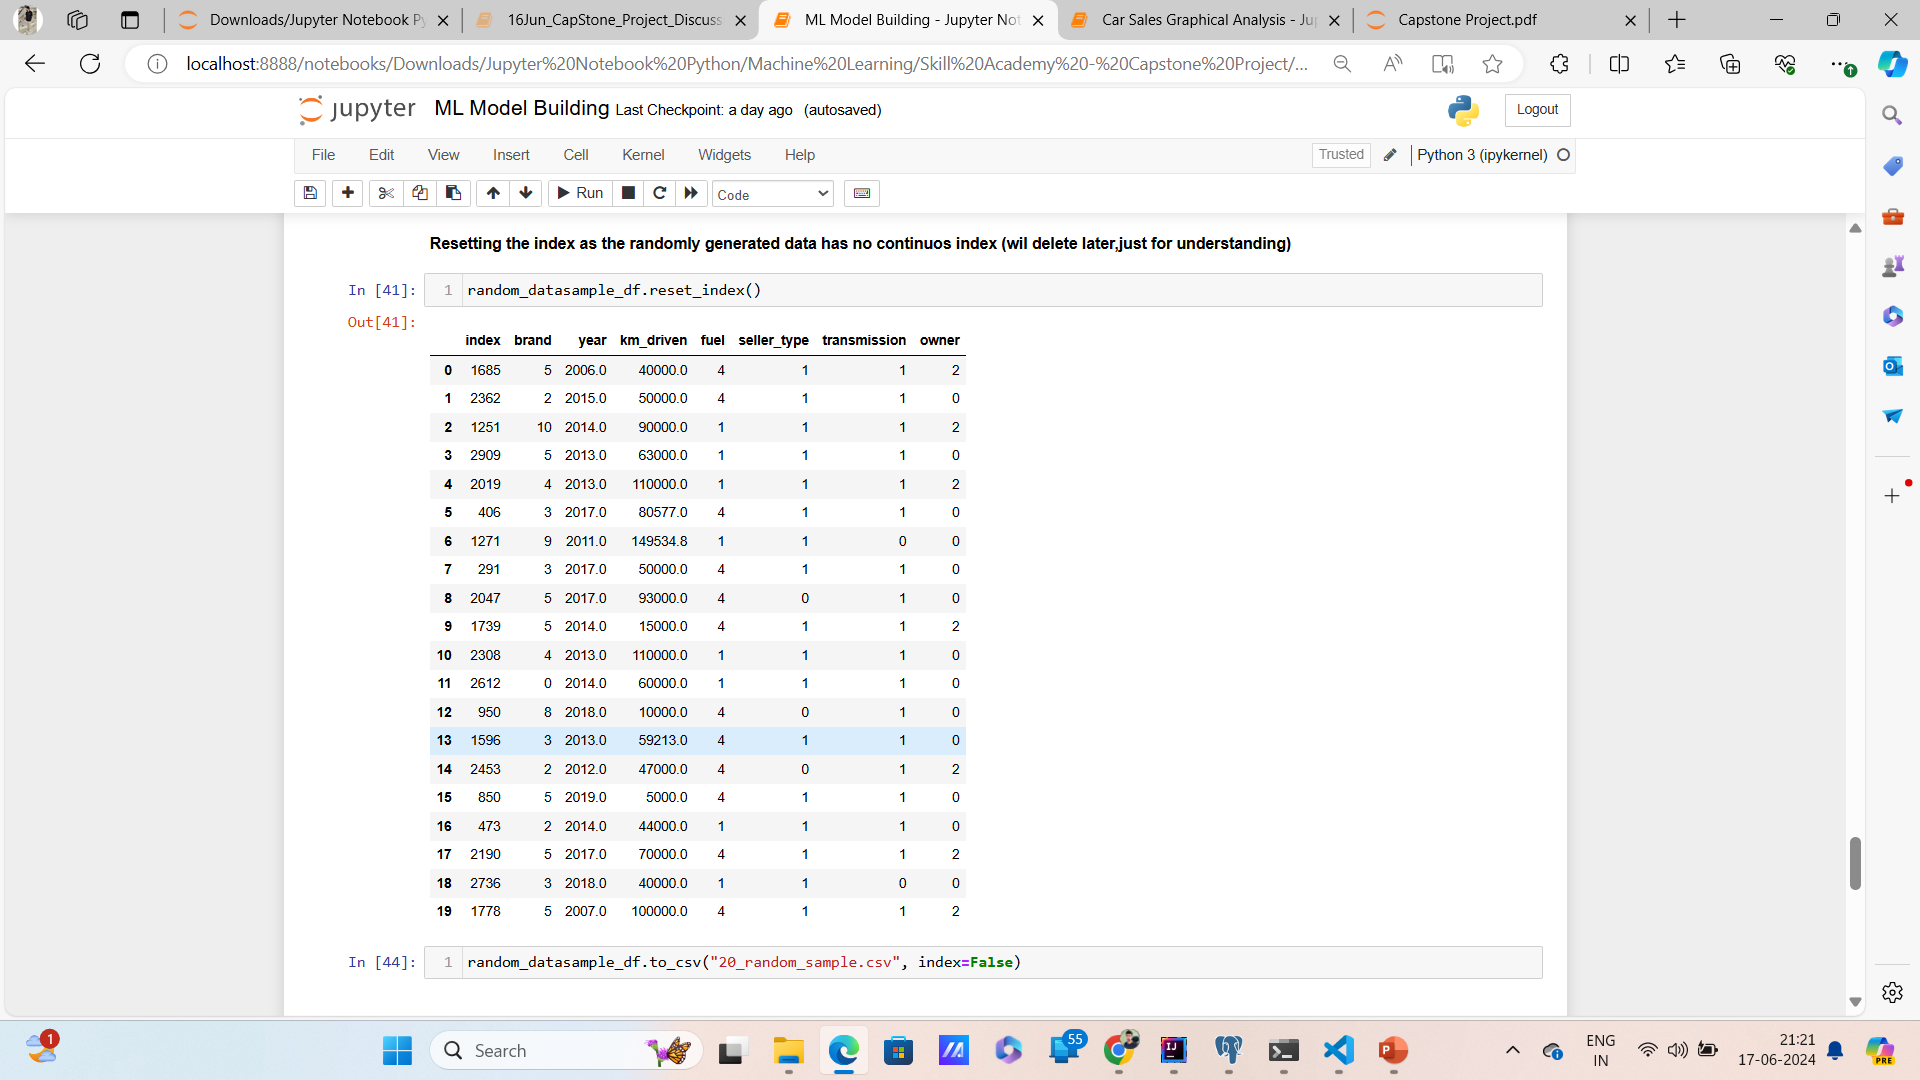 Downloads/Jupyter Notebook Py
16Jun_CapStone_Project_Discuss
ML Model Building - Jupyter Not
Car Sales Graphical Analysis - Ju
Capstone Project.pdf
localhost:8888/notebooks/Downloads/Jupyter%20Notebook%20Python/Machine%20Learning/Skill%20Academy%20-%20Capstone%20Project/...
jupyter ML Model Building Last Checkpoint: a day ago (autosaved)
Logout
File Edit View Insert Cell Kernel Widgets Help
Trusted Python 3 (ipykernel)
Run Code
Resetting the index as the randomly generated data has no continuos index (wil delete later,just for understanding)
In [41]: 1 random_datasample_df.reset_index()
Out[41]:
index brand year km_driven fuel seller_type transmission owner
0 1685 5 2006.0 40000.0 4 1 1 2
1 2362 2 2015.0 50000.0 4 1 1 0
2 1251 10 2014.0 90000.0 1 1 1 2
3 2909 5 2013.0 63000.0 1 1 1 0
4 2019 4 2013.0 110000.0 1 1 1 2
5 406 3 2017.0 80577.0 4 1 1 0
6 1271 9 2011.0 149534.8 1 1 0 0
7 291 3 2017.0 50000.0 4 1 1 0
8 2047 5 2017.0 93000.0 4 0 1 0
9 1739 5 2014.0 15000.0 4 1 1 2
10 2308 4 2013.0 110000.0 1 1 1 0
11 2612 0 2014.0 60000.0 1 1 1 0
12 950 8 2018.0 10000.0 4 0 1 0
13 1596 3 2013.0 59213.0 4 1 1 0
14 2453 2 2012.0 47000.0 4 0 1 2
15 850 5 2019.0 5000.0 4 1 1 0
16 473 2 2014.0 44000.0 1 1 1 0
17 2190 5 2017.0 70000.0 4 1 1 2
18 2736 3 2018.0 40000.0 1 1 0 0
19 1778 5 2007.0 100000.0 4 1 1 2
In [44]: 1 random_datasample_df.to_csv("20_random_sample.csv", index=False)
1
Search
55
ENG
IN
21:21
17-06-2024
PRE